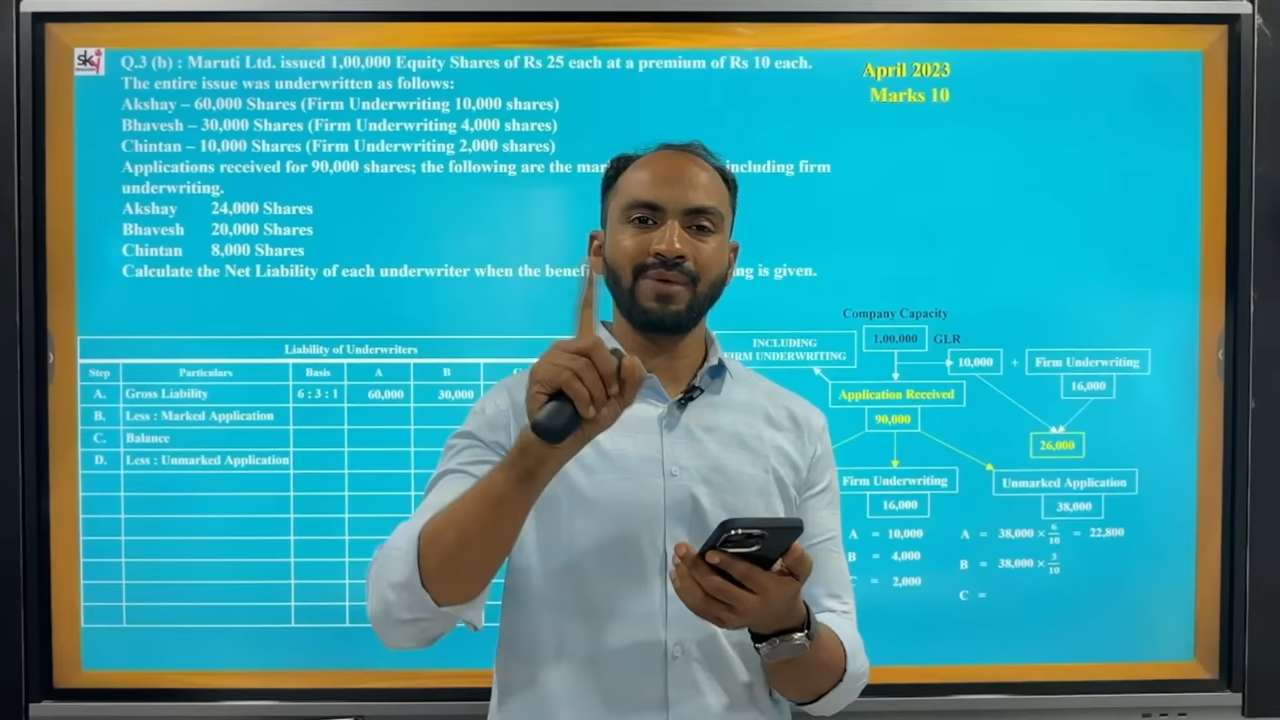 skj
Q.3 (b) : Maruti Ltd. issued 1,00,000 Equity Shares of Rs 25 each at a premium of Rs 10 each.
The entire issue was underwritten as follows:
Akshay – 60,000 Shares (Firm Underwriting 10,000 shares)
Bhavesh – 30,000 Shares (Firm Underwriting 4,000 shares)
Chintan – 10,000 Shares (Firm Underwriting 2,000 shares)
Applications received for 90,000 shares; the following are the including firm
underwriting.
Akshay 24,000 Shares
Bhavesh 20,000 Shares
Chintan 8,000 Shares
Calculate the Net Liability of each underwriter when the is given.
April 2023
Marks 10
Liability of Underwriters
Step Particulars Basis A B
A. Gross Liability 6 : 3 : 1 60,000 30,000
B. Less : Marked Application
C. Balance
D. Less : Unmarked Application
Company Capacity
1,00,000 GLR
INCLUDING
FIRM UNDERWRITING
10,000 + Firm Underwriting
16,000
Application Received
90,000
26,000
Firm Underwriting
16,000
A = 10,000
B = 4,000
C = 2,000
Unmarked Application
38,000
A = 38,000 × 6/10 = 22,800
B = 38,000 × 3/10
C =